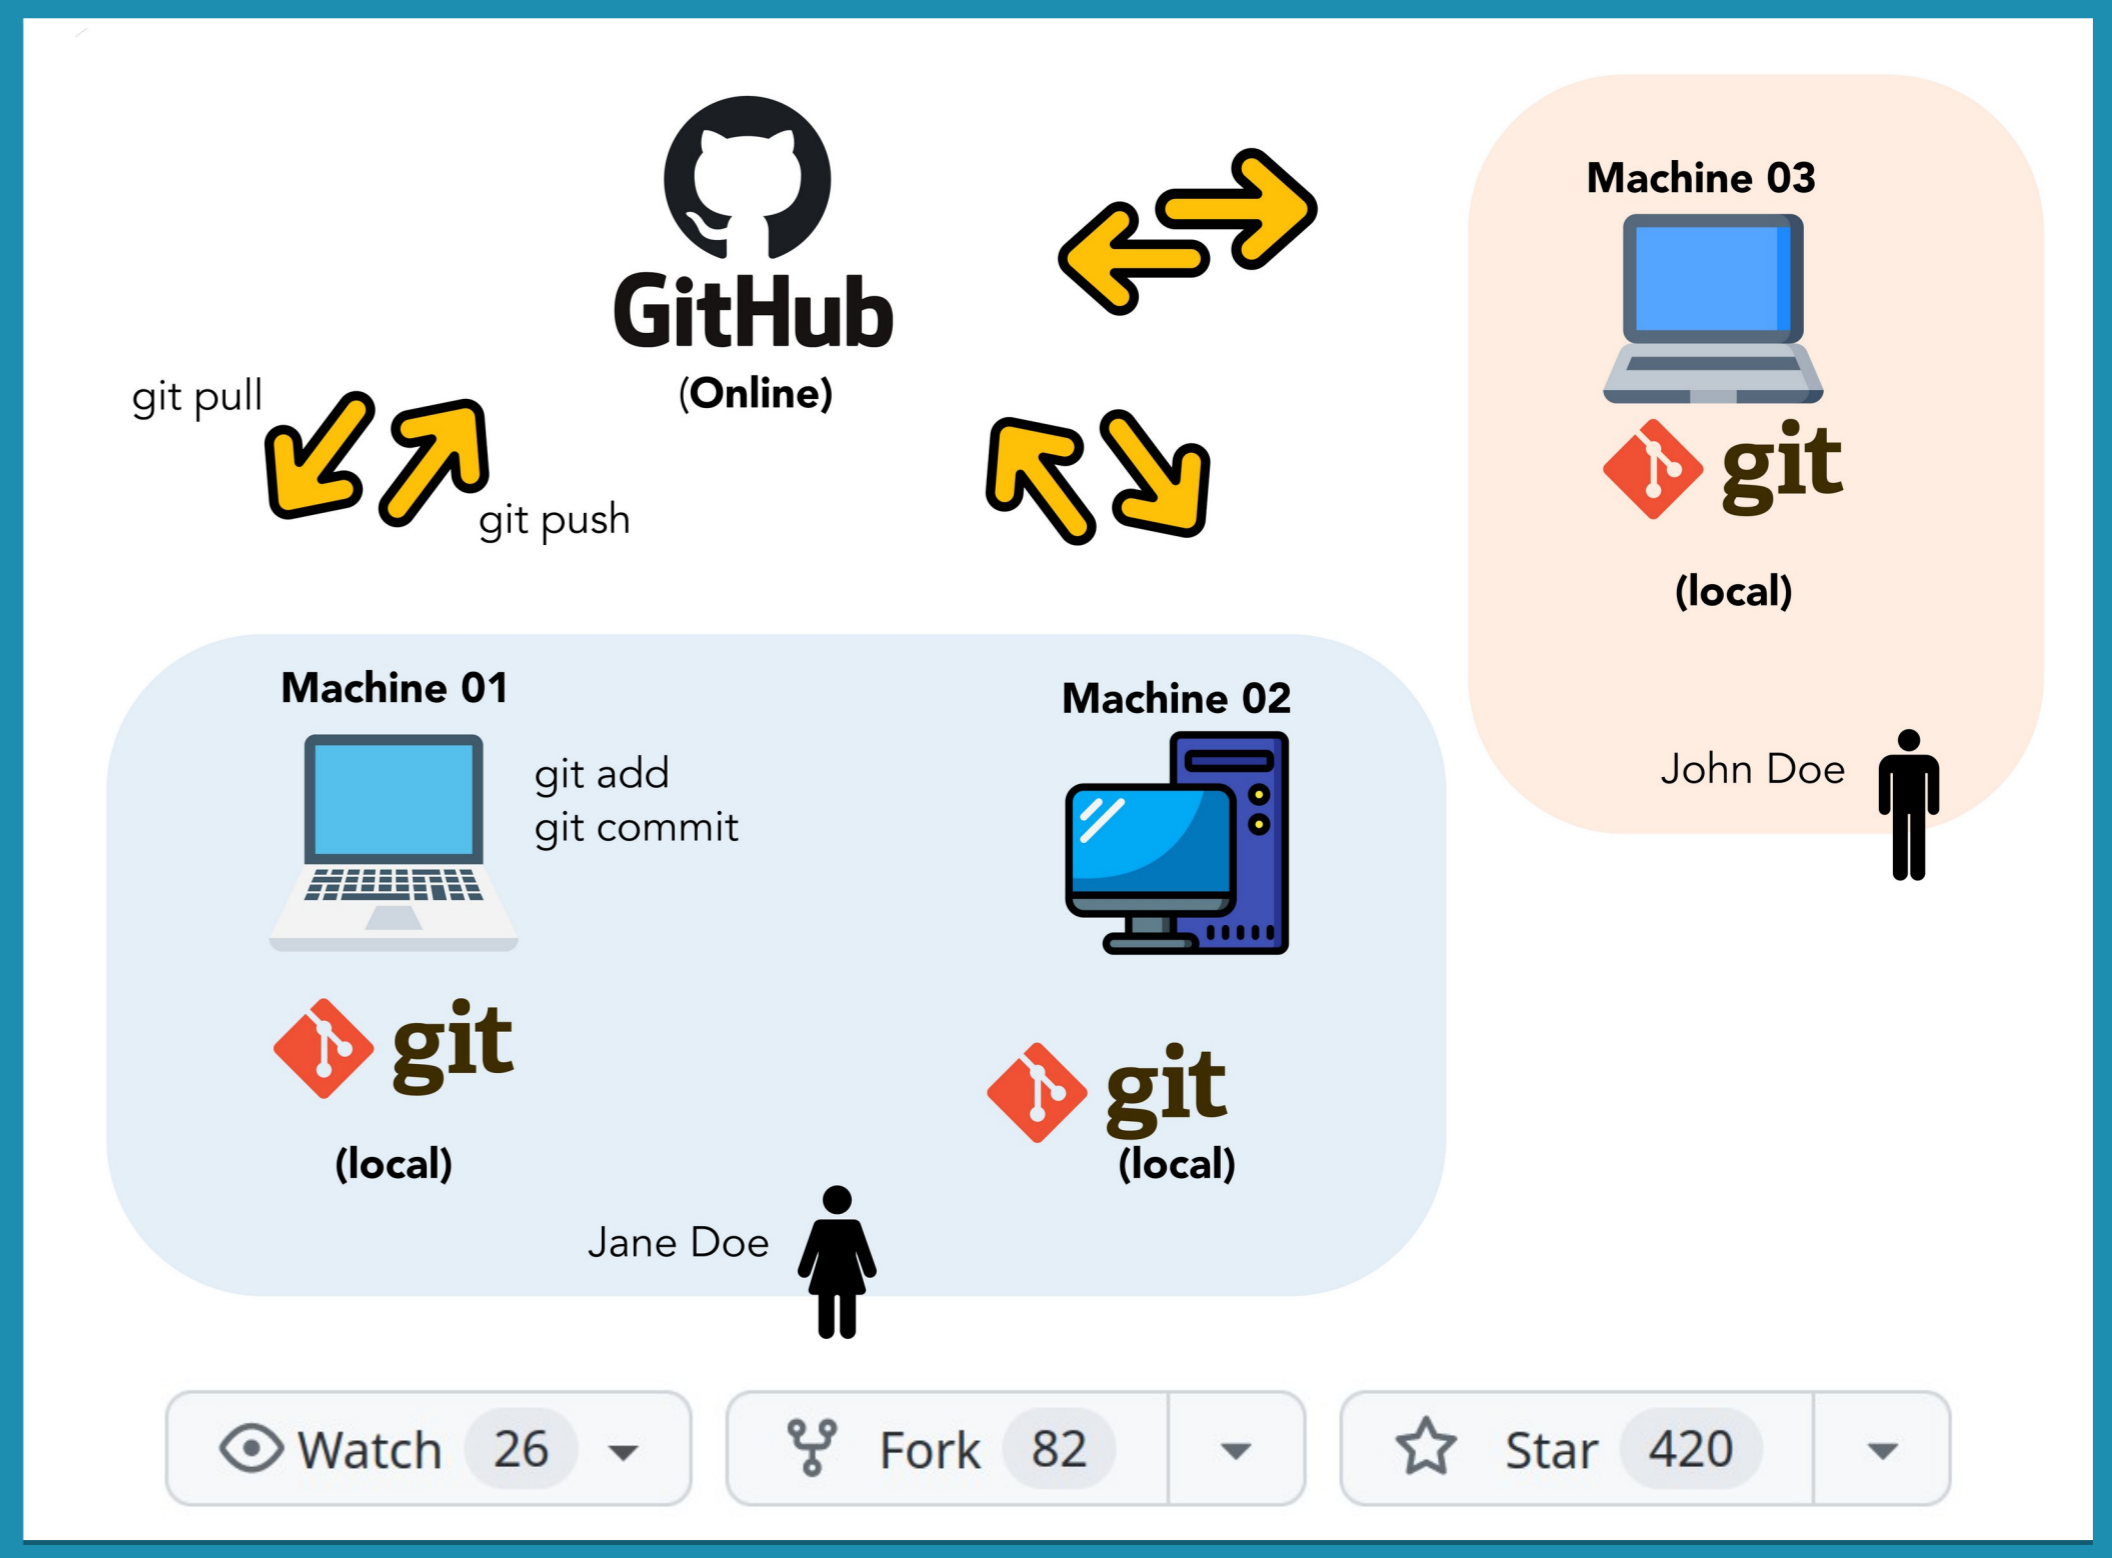 GitHub
(Online)
git pull
git push
Machine 03
git
(local)
John Doe
Machine 01
git add
git commit
git
(local)
Machine 02
git
(local)
Jane Doe
Watch 26
Fork 82
Star 420